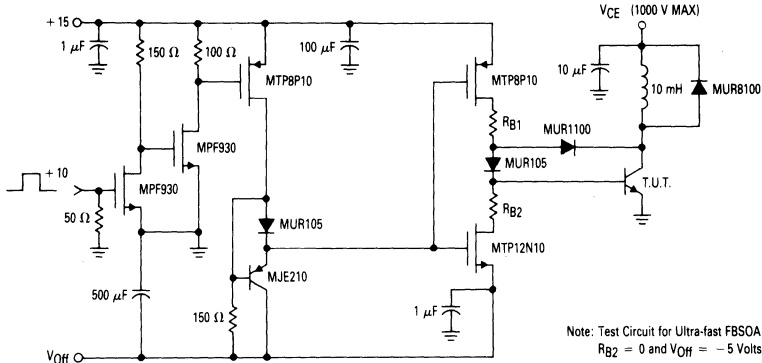 + 15
1 μF
150 Ω
100 Ω
MTP8P10
100 μF
MTP8P10
V_CE (1000 V MAX)
10 μF
10 mH
MUR8100
R_B1
MUR1100
MUR105
MPF930
+ 10
MPF930
50 Ω
T.U.T.
R_B2
MUR105
MTP12N10
MJE210
500 μF
150 Ω
1 μF
V_Off
Note: Test Circuit for Ultra-fast FBSOA
R_B2 = 0 and V_Off = − 5 Volts